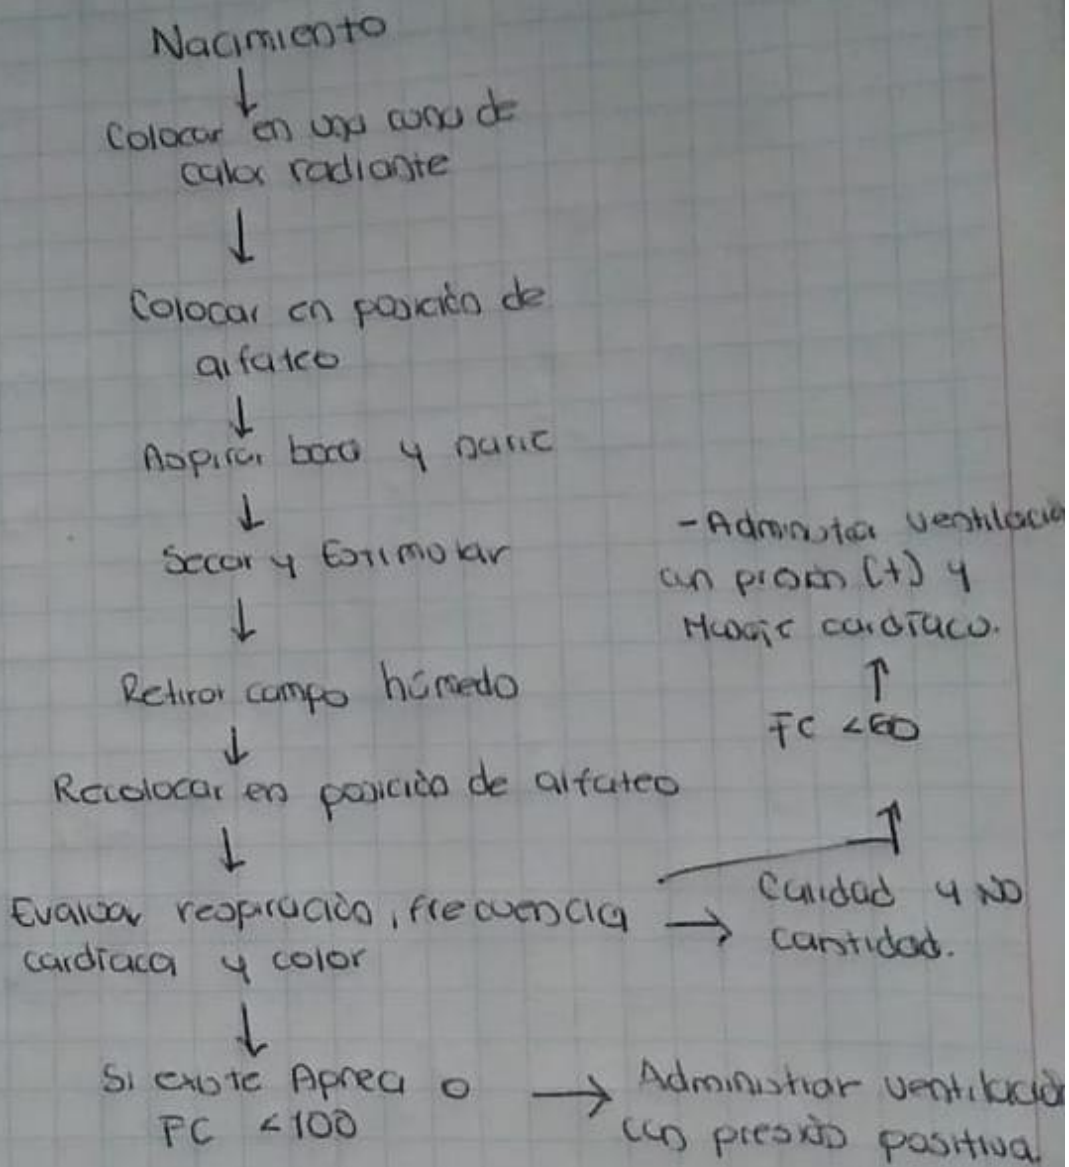 Nacimiento
↓
Colocar en una cuna de
calor radiante
↓
Colocar en posición de
olfateo
↓
Aspirar boca y nariz
↓
Secar y Estimular
↓
Retirar campo húmedo
↓
Recolocar en posición de olfateo
↓
Evaluar respiración, frecuencia
cardíaca y color
→ Calidad y NO
cantidad.
↑
FC <60
↑
- Administrar ventilació
con presión (+) y
Masaje cardíaco.
↓
Si existe Apnea o
FC <100
→ Administrar ventilación
con presión positiva.